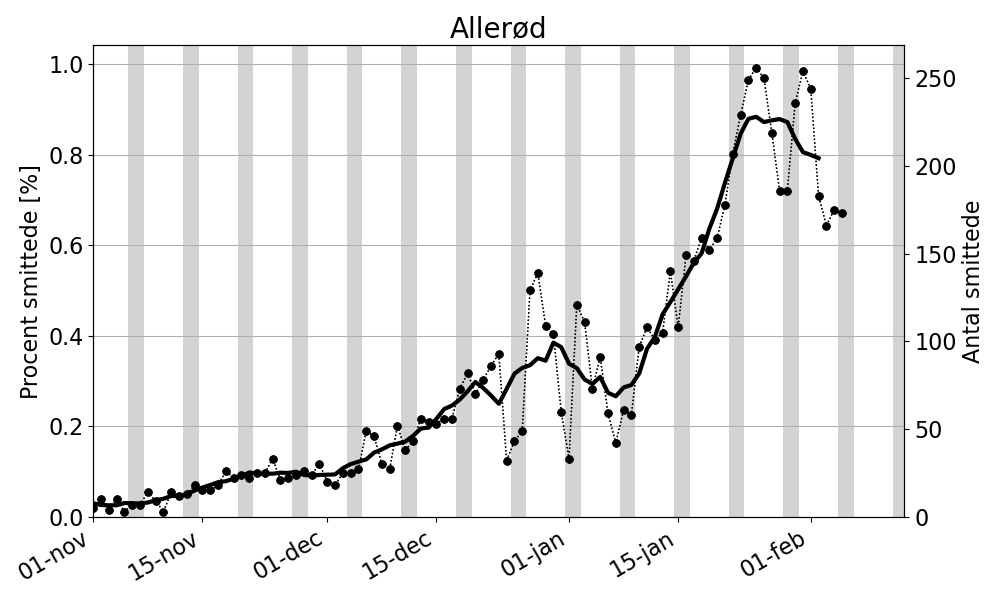 Allerød
Procent smittede [%]
1.0
0.8
0.6
0.4
0.2
0.0
250
200
150
100
50
0
Antal smittede
01-nov
15-nov
01-dec
15-dec
01-jan
15-jan
01-feb